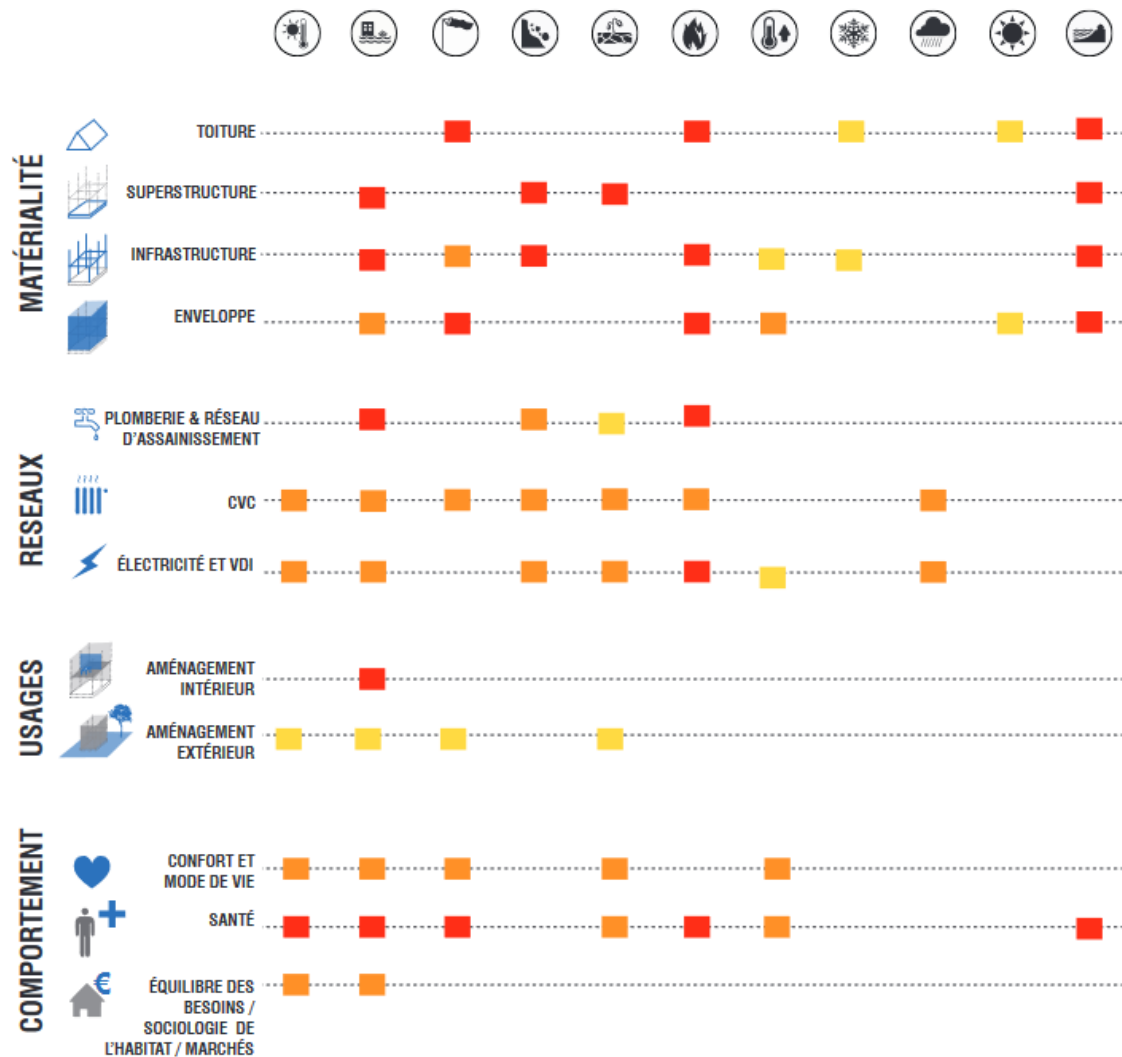 MATÉRIALITÉ
TOITURE
SUPERSTRUCTURE
INFRASTRUCTURE
ENVELOPPE
RESEAUX
PLOMBERIE & RÉSEAU
D'ASSAINISSEMENT
CVC
ÉLECTRICITÉ ET VDI
USAGES
AMÉNAGEMENT
INTÉRIEUR
AMÉNAGEMENT
EXTÉRIEUR
COMPORTEMENT
CONFORT ET
MODE DE VIE
SANTÉ
€
ÉQUILIBRE DES
BESOINS /
SOCIOLOGIE DE
L'HABITAT / MARCHÉS